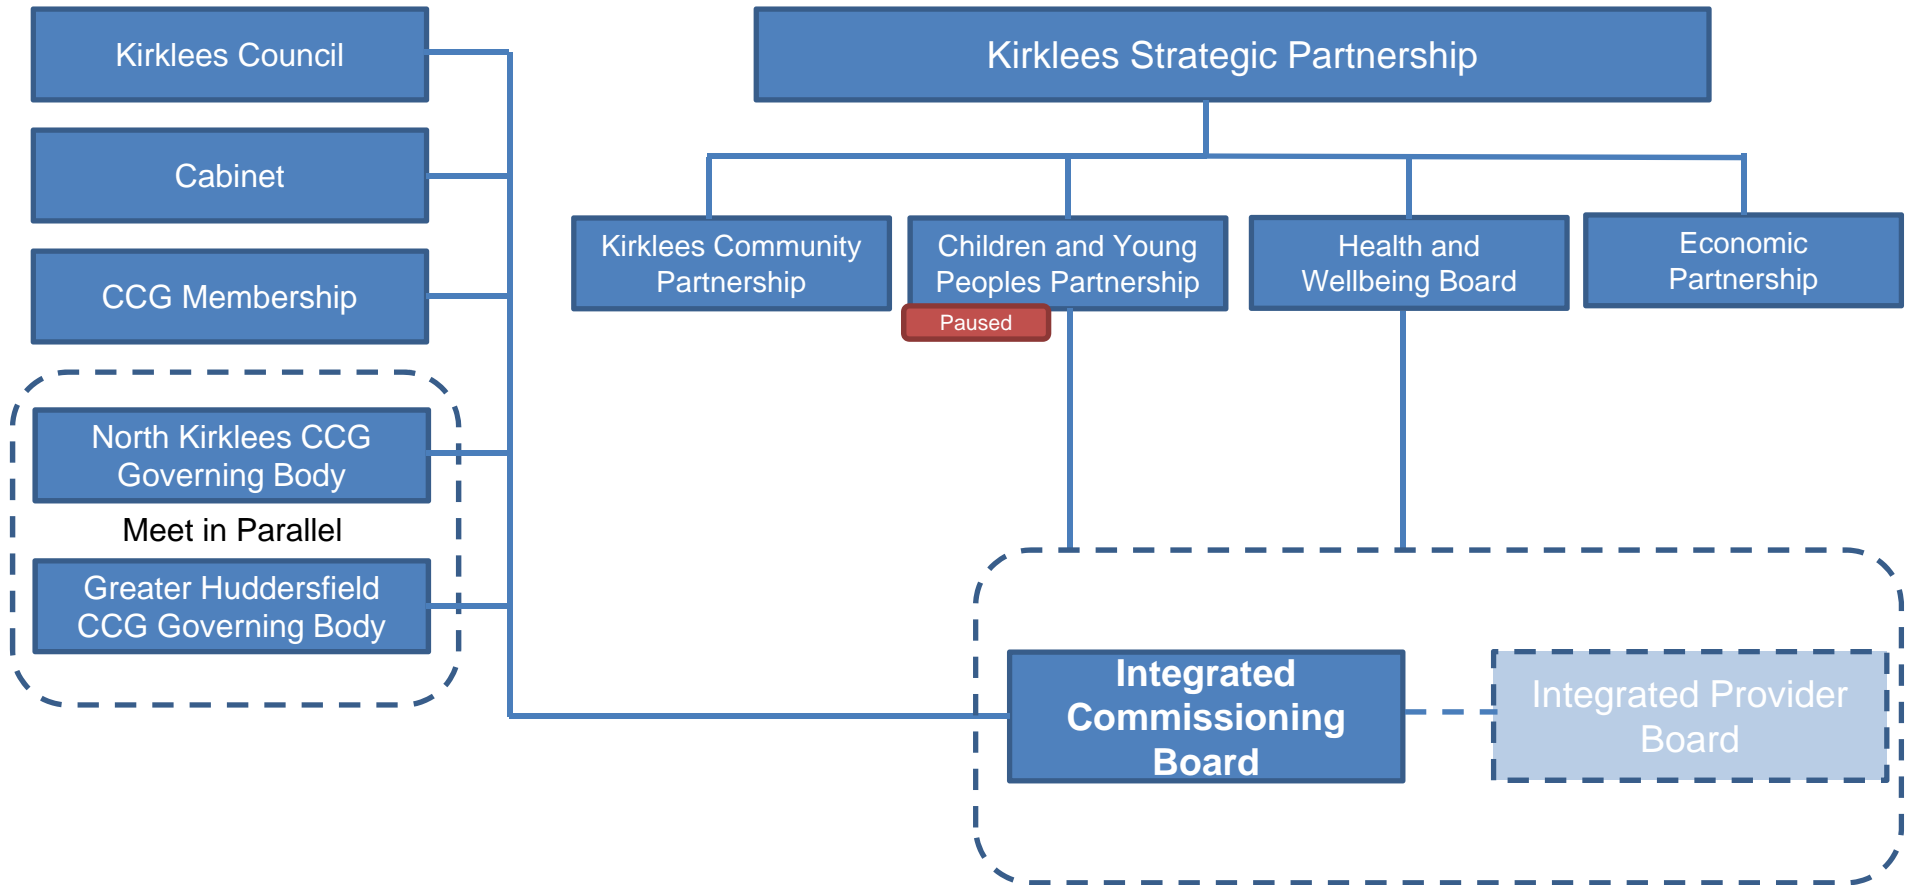 Kirklees Council
Cabinet
CCG Membership
North Kirklees CCG
Governing Body
Meet in Parallel
Greater Huddersfield
CCG Governing Body
Kirklees Strategic Partnership
Kirklees Community
Partnership
Children and Young
Peoples Partnership
Paused
Health and
Wellbeing Board
Economic
Partnership
Integrated
Commissioning
Board
Integrated Provider
Board